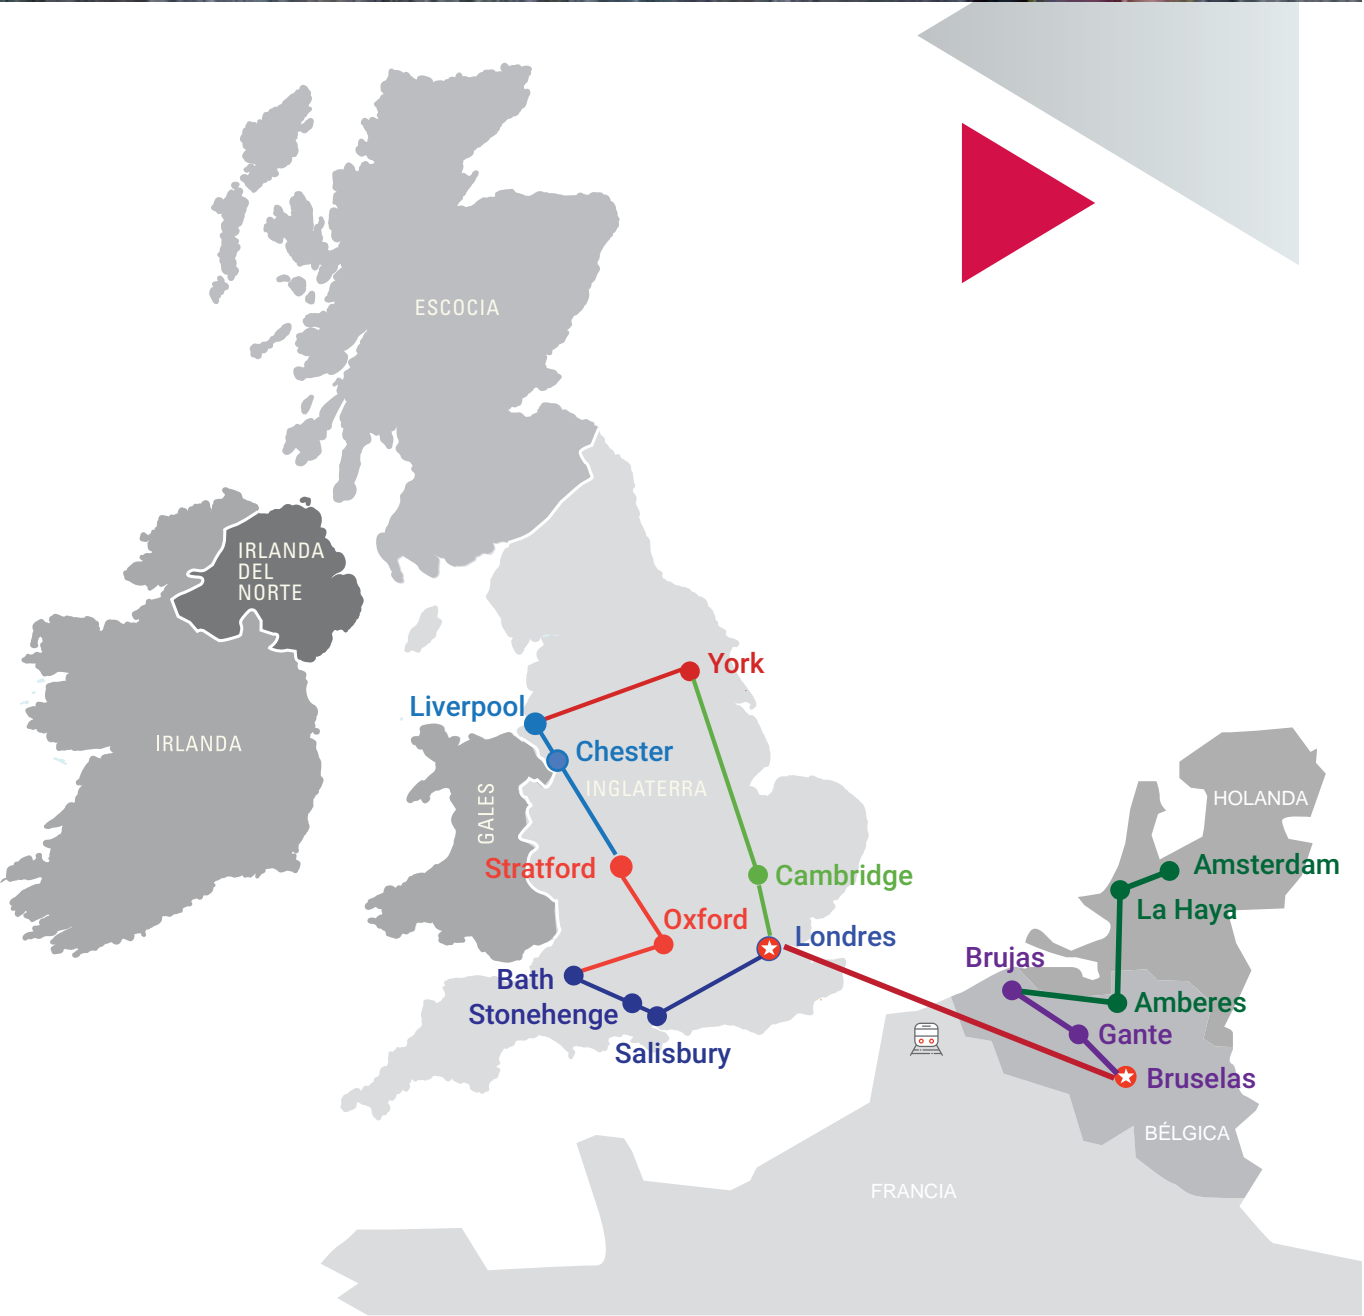 ESCOCIA
IRLANDA
DEL
NORTE
York
Liverpool
IRLANDA
Chester
INGLATERRA
GALES
HOLANDA
Stratford
Cambridge
Amsterdam
La Haya
Oxford
Londres
Brujas
Bath
Stonehenge
Amberes
Salisbury
Gante
Bruselas
BÉLGICA
FRANCIA